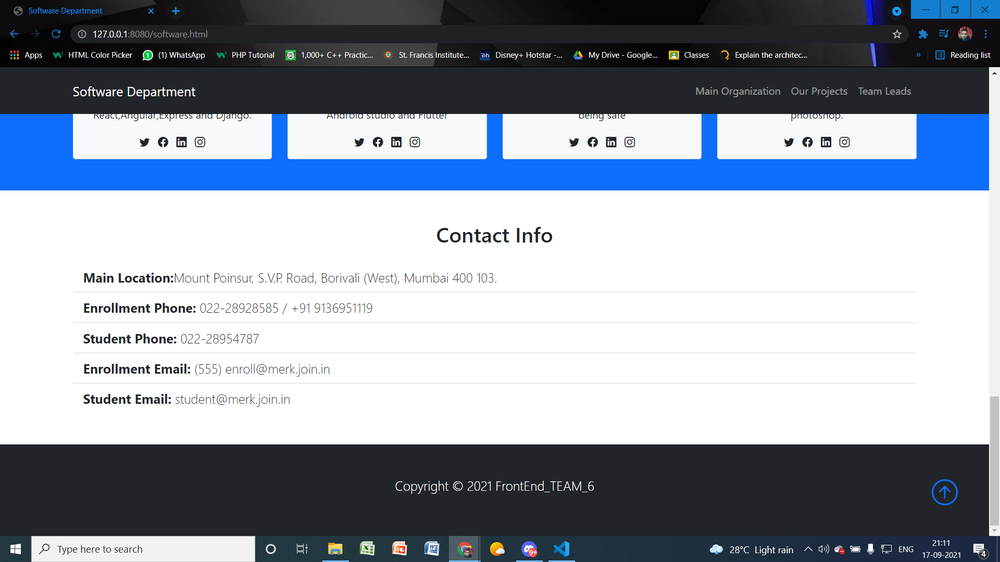 Software Department
127.0.0.1:8080/software.html
Apps HTML Color Picker (1) WhatsApp PHP Tutorial 1,000+ C++ Practic... St. Francis Institute... Disney+ Hotstar -... My Drive - Google... Classes Explain the architec... » Reading list
Software Department Main Organization Our Projects Team Leads
React,Angular,Express and Django. Android studio and Flutter being safe photoshop.
Contact Info
Main Location:Mount Poinsur, S.V.P. Road, Borivali (West), Mumbai 400 103.
Enrollment Phone: 022-28928585 / +91 9136951119
Student Phone: 022-28954787
Enrollment Email: (555) enroll@merk.join.in
Student Email: student@merk.join.in
Copyright © 2021 FrontEnd_TEAM_6
Type here to search 9+ 28°C Light rain ENG 21:11
17-09-2021 4